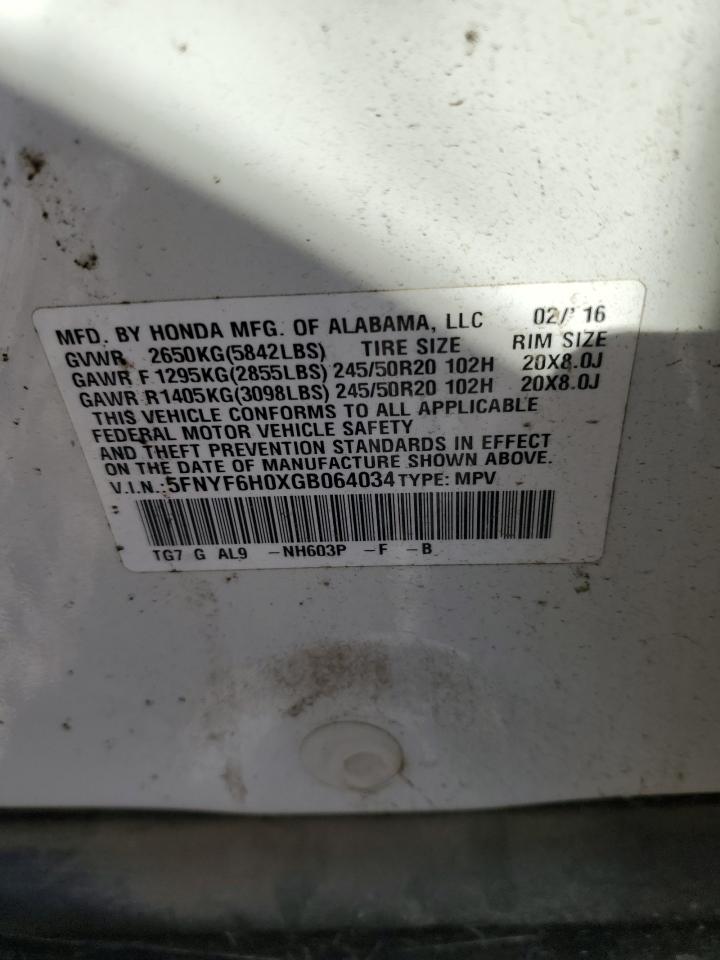 MFD. BY HONDA MFG. OF ALABAMA, LLC 02/'16
GVWR 2650KG(5842LBS) TIRE SIZE RIM SIZE
GAWR F 1295KG(2855LBS) 245/50R20 102H 20X8.0J
GAWR R 1405KG(3098LBS) 245/50R20 102H 20X8.0J
THIS VEHICLE CONFORMS TO ALL APPLICABLE
FEDERAL MOTOR VEHICLE SAFETY
AND THEFT PREVENTION STANDARDS IN EFFECT
ON THE DATE OF MANUFACTURE SHOWN ABOVE.
V.I.N.: 5FNYF6H0XGB064034 TYPE: MPV
TG7 G AL9 -NH603P -F -B